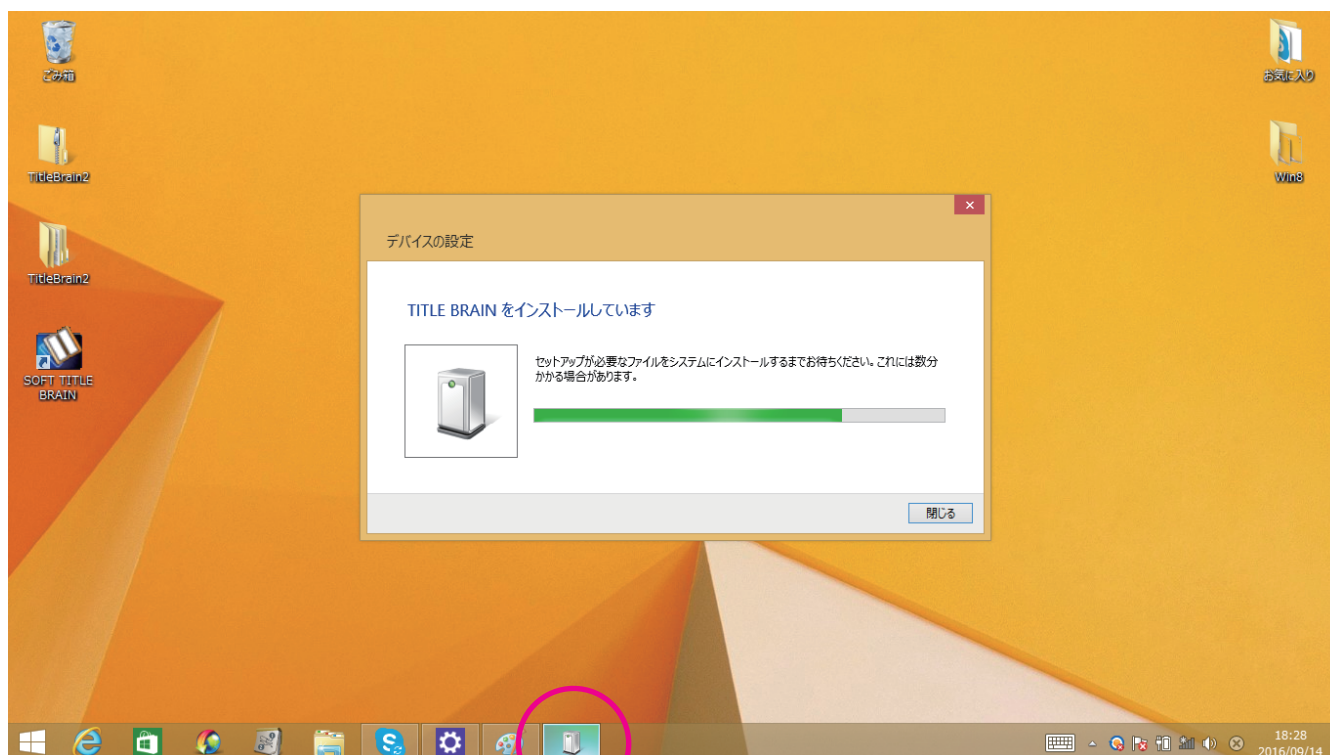 ごみ箱
お気に入り
TitleBrain2
Win8
デバイスの設定
TitleBrain2
TITLE BRAIN をインストールしています
セットアップが必要なファイルをシステムにインストールするまでお待ちください。これには数分
かかる場合があります。
SOFT TITLE
BRAIN
閉じる
18:28
2016/09/14